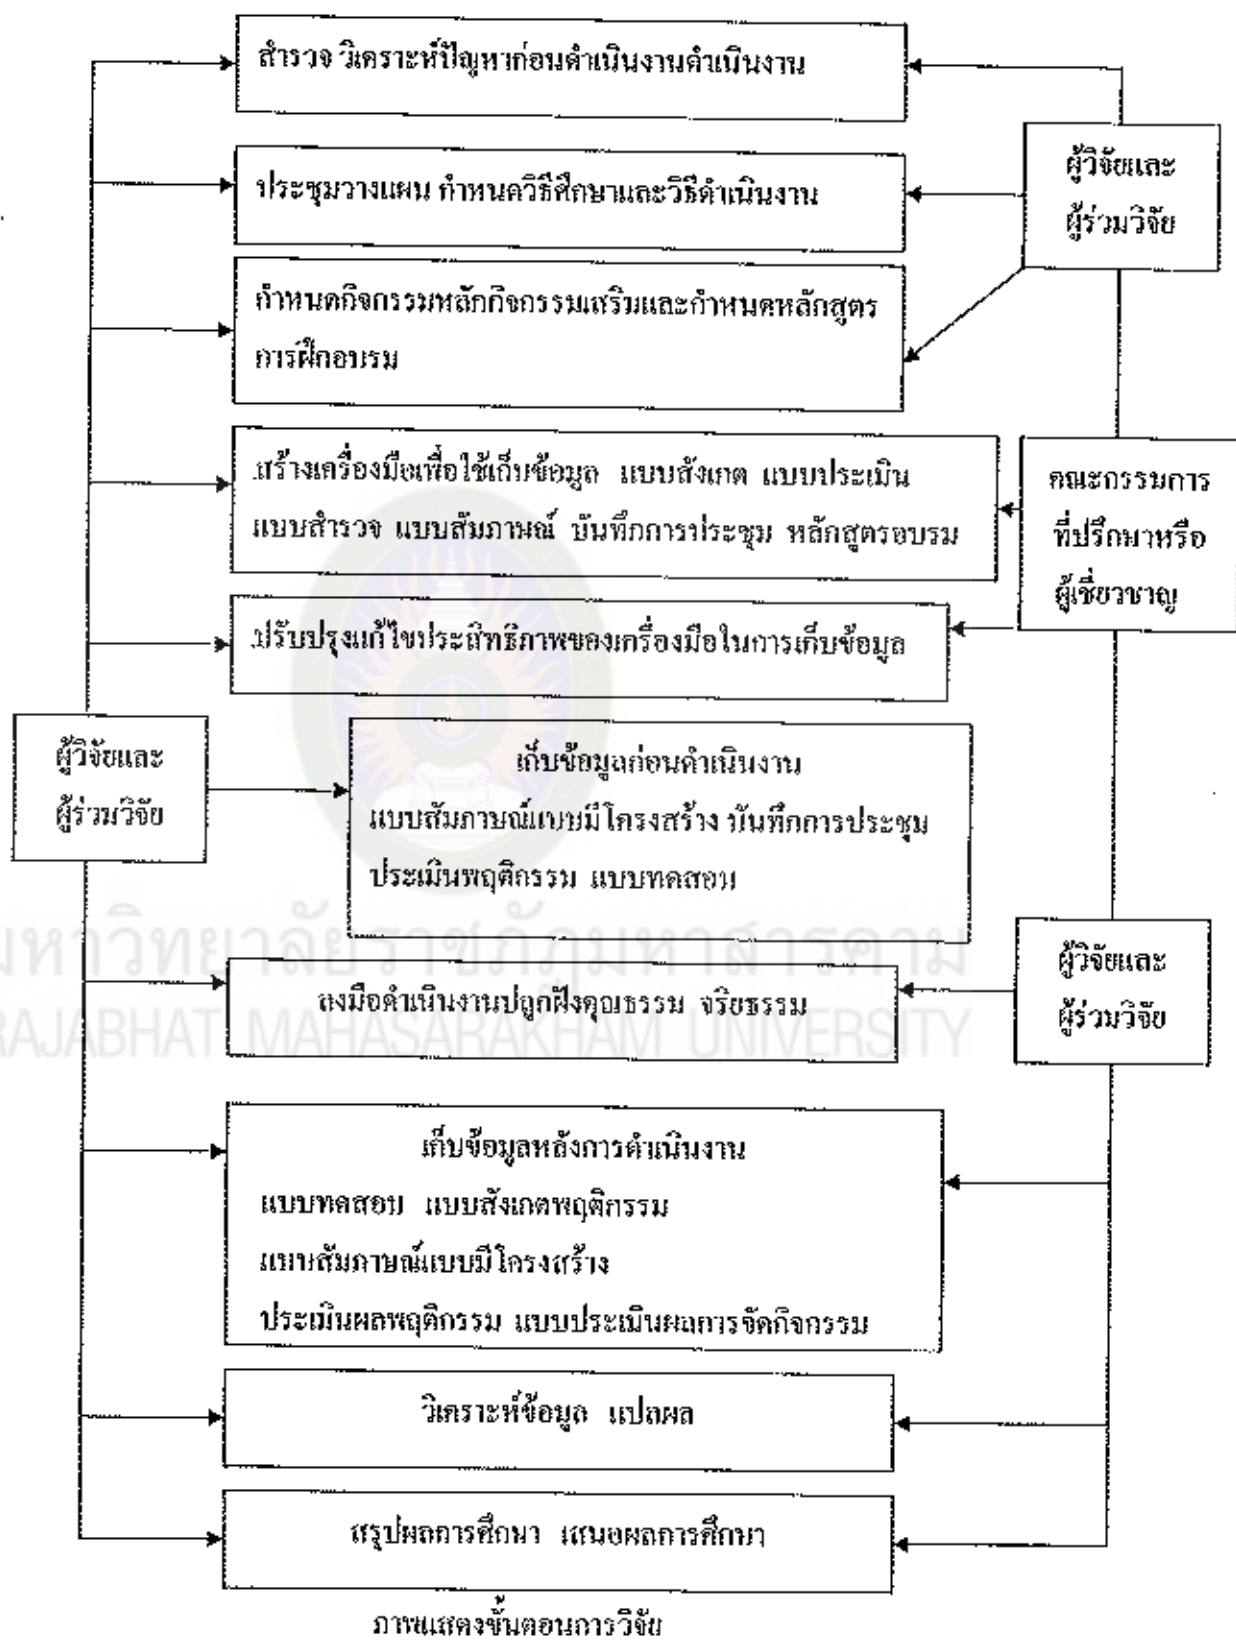 สำรวจ วิเคราะห์ปัญหาก่อนดำเนินงานดำเนินงาน
ผู้วิจัยและ
ผู้ร่วมวิจัย
ประชุมวางแผน กำหนดวิธีศึกษาและวิธีดำเนินงาน
กำหนดกิจกรรมหลักกิจกรรมเสริมและกำหนดหลักสูตร
การฝึกอบรม
สร้างเครื่องมือเพื่อใช้เก็บข้อมูล แบบสังเกต แบบประเมิน
แบบสำรวจ แบบสัมภาษณ์ บันทึกการประชุม หลักสูตรอบรม
คณะกรรมการ
ที่ปรึกษาหรือ
ผู้เชี่ยวชาญ
ปรับปรุงแก้ไขประสิทธิภาพของเครื่องมือในการเก็บข้อมูล
ผู้วิจัยและ
ผู้ร่วมวิจัย
เก็บข้อมูลก่อนดำเนินงาน
แบบสัมภาษณ์แบบมีโครงสร้าง บันทึกการประชุม
ประเมินพฤติกรรม แบบทดสอบ
มหาวิทยาลัยราชภัฏมหาสารคาม
RAJABHAT MAHASARAKHAM UNIVERSITY
ลงมือดำเนินงานปลูกฝังคุณธรรม จริยธรรม
ผู้วิจัยและ
ผู้ร่วมวิจัย
เก็บข้อมูลหลังการดำเนินงาน
แบบทดสอบ แบบสังเกตพฤติกรรม
แบบสัมภาษณ์แบบมีโครงสร้าง
ประเมินผลพฤติกรรม แบบประเมินผลการจัดกิจกรรม
วิเคราะห์ข้อมูล แปลผล
สรุปผลการศึกษา เสนอผลการศึกษา
ภาพแสดงขั้นตอนการวิจัย